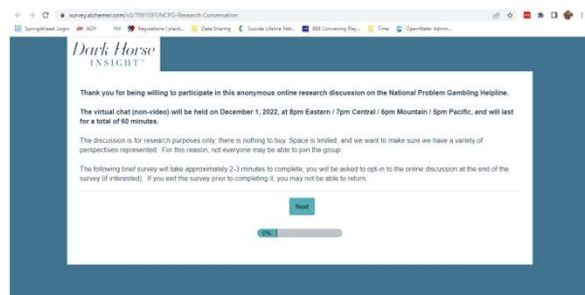 survey.alchemer.com/s3/7091597/NCPG-Research-Conversation
SpringAhead Login ADP YM Regulations | plann... Data Sharing Suicide Lifeline Net... 988 Convening Play... Time OpenWater Admin...
Dark Horse
INSIGHT™
Thank you for being willing to participate in this anonymous online research discussion on the National Problem Gambling Helpline.
The virtual chat (non-video) will be held on December 1, 2022, at 8pm Eastern / 7pm Central / 6pm Mountain / 5pm Pacific, and will last
for a total of 60 minutes.
The discussion is for research purposes only; there is nothing to buy. Space is limited, and we want to make sure we have a variety of
perspectives represented. For this reason, not everyone may be able to join the group.
The following brief survey will take approximately 2-3 minutes to complete; you will be asked to opt-in to the online discussion at the end of the
survey (if interested). If you exit the survey prior to completing it, you may not be able to return.
Next
0%